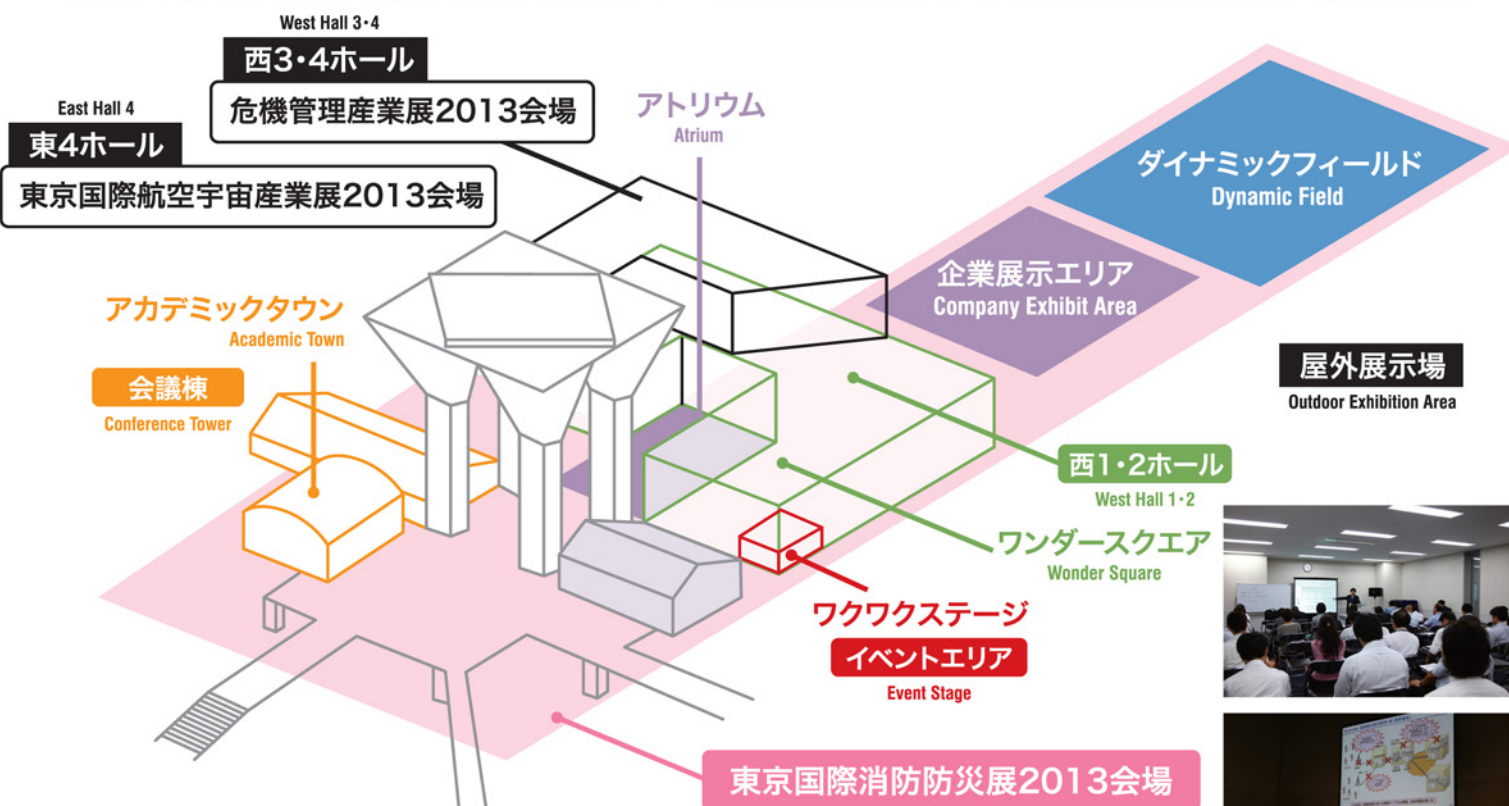 West Hall 3・4
西3・4ホール
危機管理産業展2013会場
East Hall 4
東4ホール
東京国際航空宇宙産業展2013会場
アトリウム
Atrium
ダイナミックフィールド
Dynamic Field
企業展示エリア
Company Exhibit Area
アカデミックタウン
Academic Town
会議棟
Conference Tower
屋外展示場
Outdoor Exhibition Area
西1・2ホール
West Hall 1・2
ワンダースクエア
Wonder Square
ワクワクステージ
イベントエリア
Event Stage
東京国際消防防災展2013会場